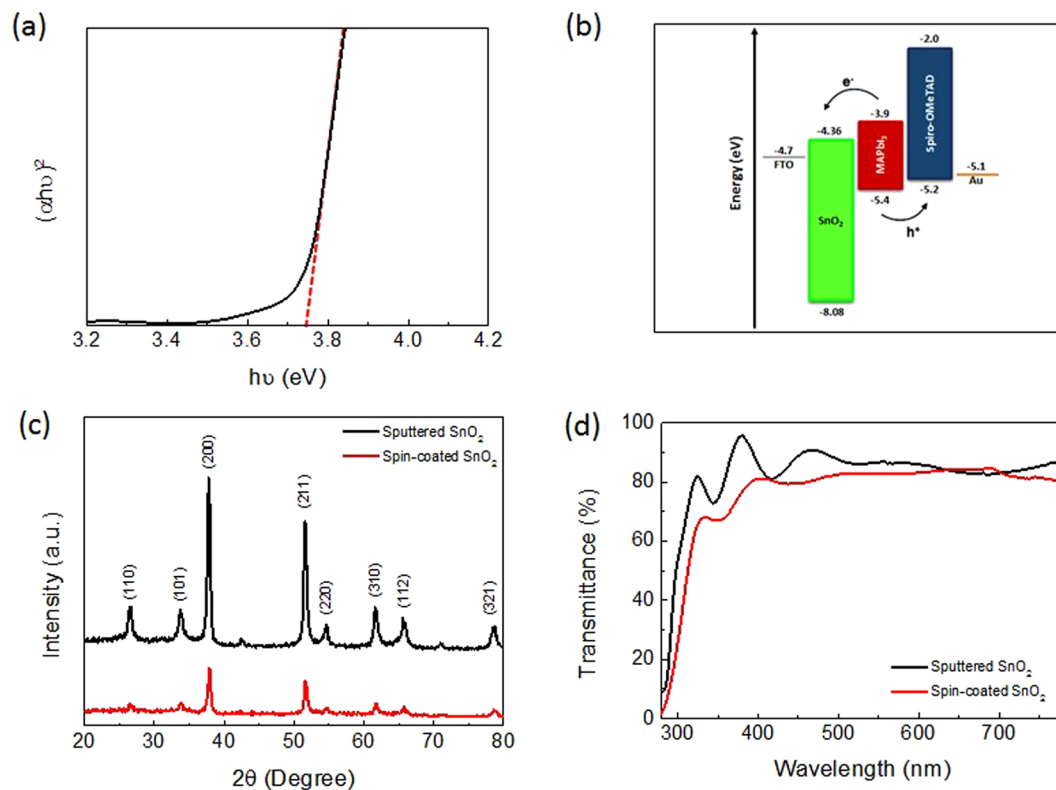 (a)
(αhυ)²
3.2 3.4 3.6 3.8 4.0 4.2
hυ (eV)
(b)
Energy (eV)
-4.7
FTO
-4.36
SnO₂
-8.08
e⁻
-3.9
MAPbI₃
-5.4
h⁺
-2.0
Spiro-OMeTAD
-5.2
-5.1
Au
(c)
Intensity (a.u.)
Sputtered SnO₂
Spin-coated SnO₂
(110)
(101)
(200)
(211)
(220)
(310)
(112)
(321)
20 30 40 50 60 70 80
2θ (Degree)
(d)
Transmittance (%)
100
80
60
40
20
0
Sputtered SnO₂
Spin-coated SnO₂
300 400 500 600 700
Wavelength (nm)